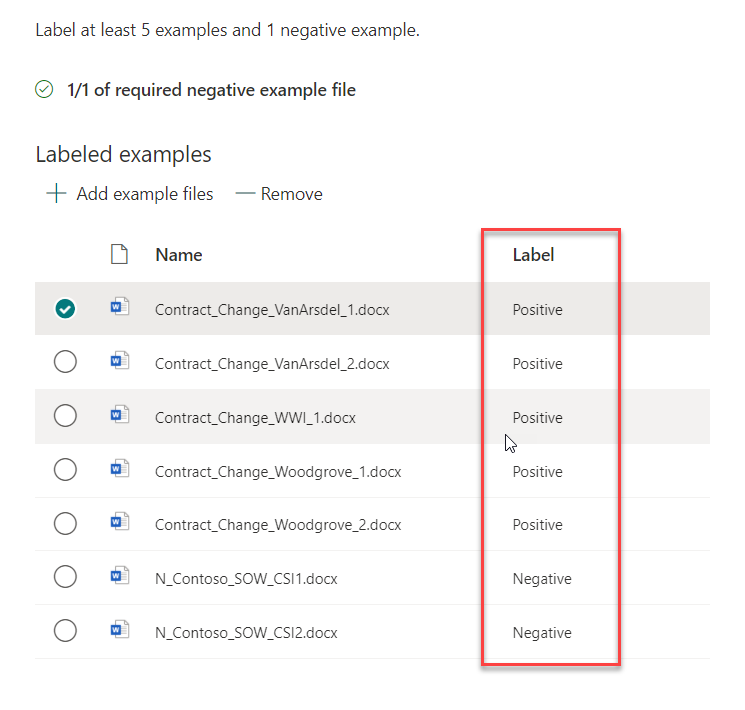 Label at least 5 examples and 1 negative example.
1/1 of required negative example file
Labeled examples
Add example files Remove
Name Label
Contract_Change_VanArsdel_1.docx Positive
Contract_Change_VanArsdel_2.docx Positive
Contract_Change_WWI_1.docx Positive
Contract_Change_Woodgrove_1.docx Positive
Contract_Change_Woodgrove_2.docx Positive
N_Contoso_SOW_CSI1.docx Negative
N_Contoso_SOW_CSI2.docx Negative